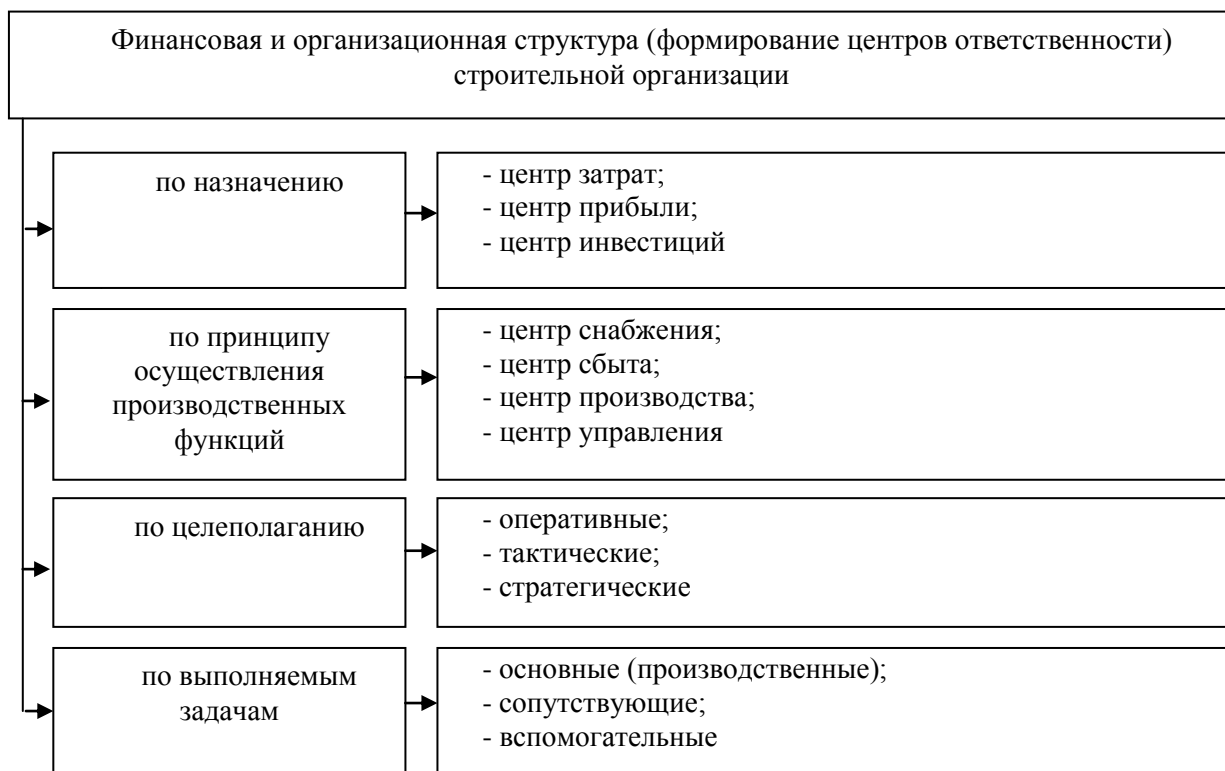 Финансовая и организационная структура (формирование центров ответственности)
строительной организации
по назначению
- центр затрат;
- центр прибыли;
- центр инвестиций
по принципу
осуществления
производственных
функций
- центр снабжения;
- центр сбыта;
- центр производства;
- центр управления
по целеполаганию
- оперативные;
- тактические;
- стратегические
по выполняемым
задачам
- основные (производственные);
- сопутствующие;
- вспомогательные